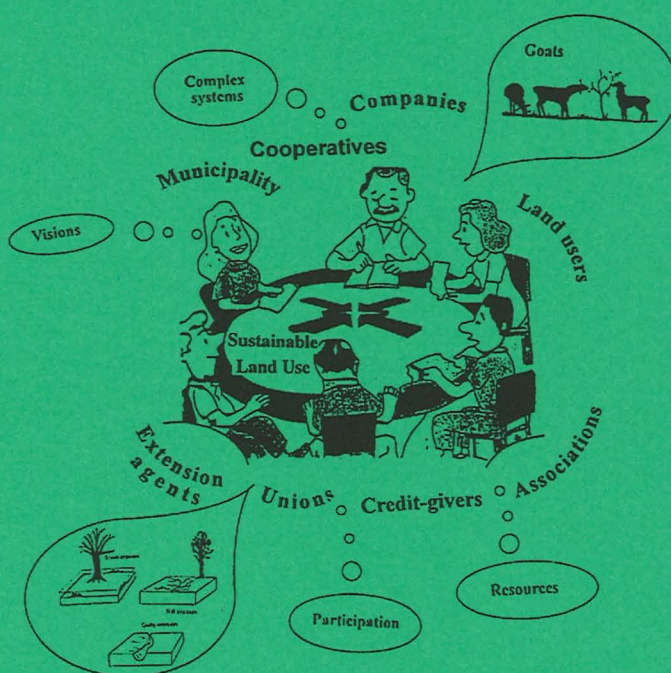 Complex
systems
Companies
Goats
Cooperatives
Municipality
Land users
Visions
Sustainable
Land Use
Extension
agents
Unions
Credit-givers
Associations
Resources
Participation